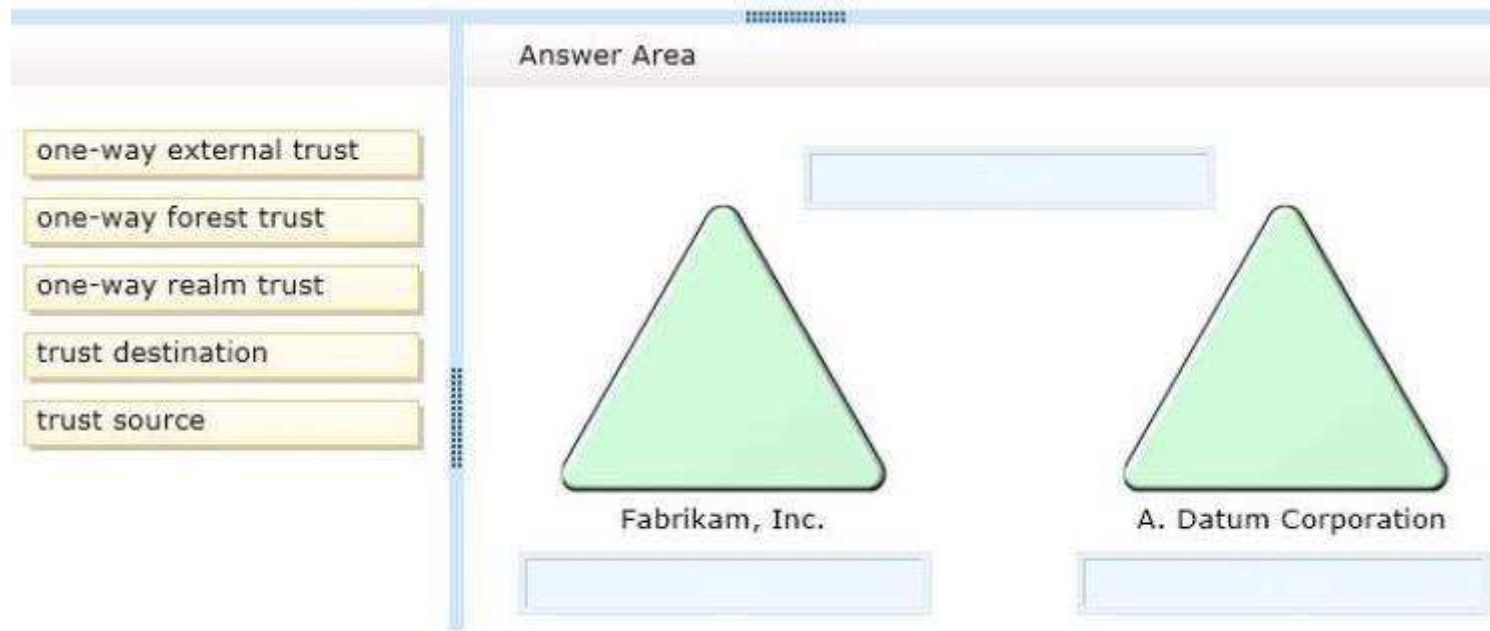 Answer Area
one-way external trust
one-way forest trust
one-way realm trust
trust destination
trust source
Fabrikam, Inc.
A. Datum Corporation